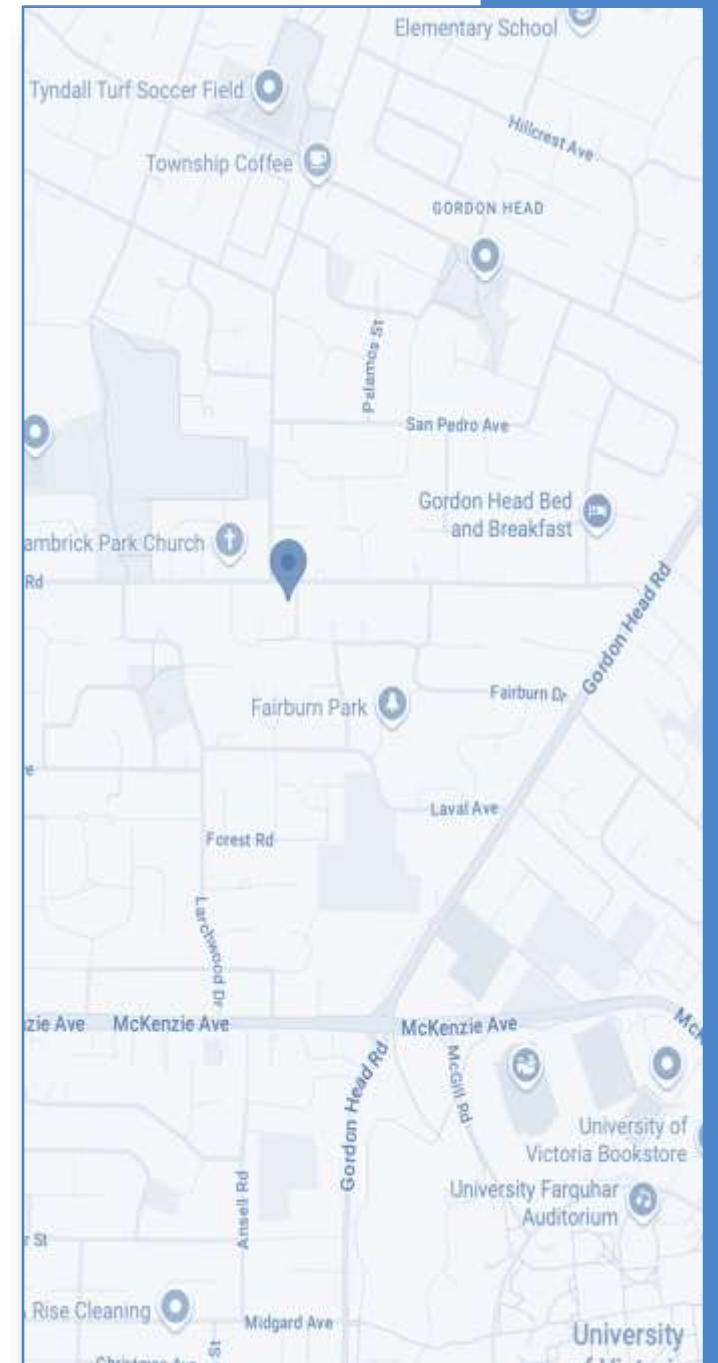 Elementary School
Tyndall Turf Soccer Field
Hillcrest Ave
Township Coffee
GORDON HEAD
Palamos St
San Pedro Ave
Gordon Head Bed
and Breakfast
ambrick Park Church
Rd
Gordon Head Rd
Fairburn Dr
Fairburn Park
Laval Ave
Forest Rd
Larchwood Dr
zie Ave
McKenzie Ave
McKenzie Ave
McK
McGill Rd
Gordon Head Rd
University of
Victoria Bookstore
University Farquhar
Auditorium
Ansell Rd
r St
Rise Cleaning
Midgard Ave
St
University